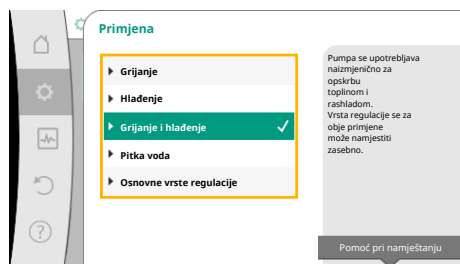 Primjena
Grijanje
Hlađenje
Grijanje i hlađenje
Pitka voda
Osnovne vrste regulacije
Pumpa se upotrebljava
naizmjenično za
opskrbu
toplinom i
rashladom.
Vrsta regulacije se za
obje primjene
može namjestiti
zasebno.
Pomoć pri namještanju
?